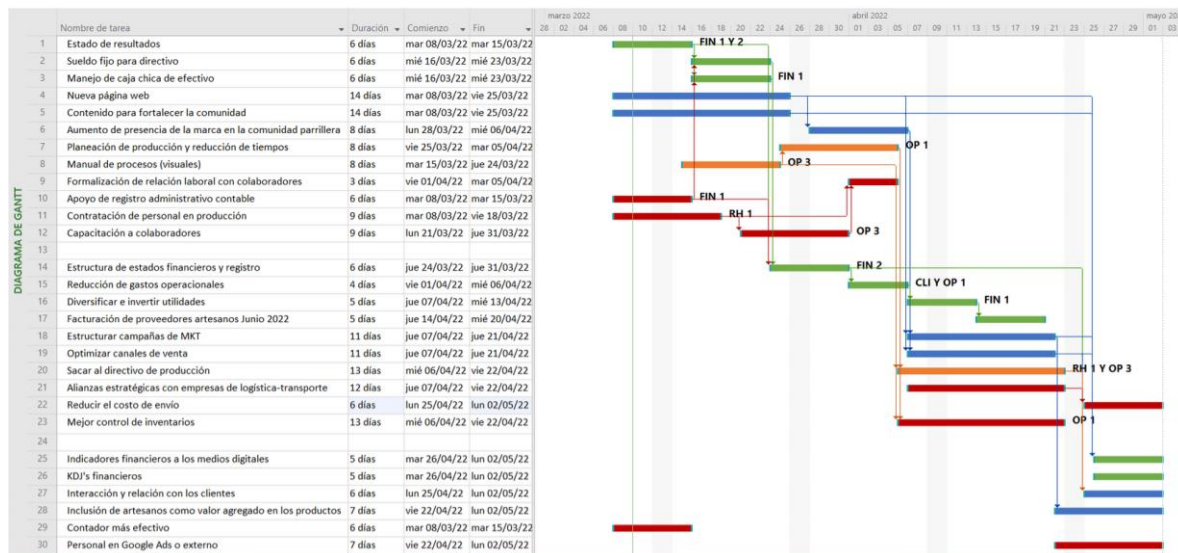 DIAGRAMA DE GANTT
Nombre de tarea Duración Comienzo Fin
marzo 2022 abril 2022 mayo 20
28 02 04 06 08 10 12 14 16 18 20 22 24 26 28 30 01 03 05 07 09 11 13 15 17 19 21 23 25 27 29 01 03
1 Estado de resultados 6 días mar 08/03/22 mar 15/03/22 FIN 1 Y 2
2 Sueldo fijo para directivo 6 días mié 16/03/22 mié 23/03/22
3 Manejo de caja chica de efectivo 6 días mié 16/03/22 mié 23/03/22 FIN 1
4 Nueva página web 14 días mar 08/03/22 vie 25/03/22
5 Contenido para fortalecer la comunidad 14 días mar 08/03/22 vie 25/03/22
6 Aumento de presencia de la marca en la comunidad parrillera 8 días lun 28/03/22 mié 06/04/22
7 Planeación de producción y reducción de tiempos 8 días vie 25/03/22 mar 05/04/22 OP 1
8 Manual de procesos (visuales) 8 días mar 15/03/22 jue 24/03/22 OP 3
9 Formalización de relación laboral con colaboradores 3 días vie 01/04/22 mar 05/04/22
10 Apoyo de registro administrativo contable 6 días mar 08/03/22 mar 15/03/22 FIN 1
11 Contratación de personal en producción 9 días mar 08/03/22 vie 18/03/22 RH 1
12 Capacitación a colaboradores 9 días lun 21/03/22 jue 31/03/22 OP 3
13
14 Estructura de estados financieros y registro 6 días jue 24/03/22 jue 31/03/22 FIN 2
15 Reducción de gastos operacionales 4 días vie 01/04/22 mié 06/04/22 CLI Y OP 1
16 Diversificar e invertir utilidades 5 días jue 07/04/22 mié 13/04/22 FIN 1
17 Facturación de proveedores artesanos Junio 2022 5 días jue 14/04/22 mié 20/04/22
18 Estructurar campañas de MKT 11 días jue 07/04/22 jue 21/04/22
19 Optimizar canales de venta 11 días jue 07/04/22 jue 21/04/22
20 Sacar al directivo de producción 13 días mié 06/04/22 vie 22/04/22 RH 1 Y OP 3
21 Alianzas estratégicas con empresas de logística-transporte 12 días jue 07/04/22 vie 22/04/22
22 Reducir el costo de envío 6 días lun 25/04/22 lun 02/05/22
23 Mejor control de inventarios 13 días mié 06/04/22 vie 22/04/22 OP 1
24
25 Indicadores financieros a los medios digitales 5 días mar 26/04/22 lun 02/05/22
26 KDJ's financieros 5 días mar 26/04/22 lun 02/05/22
27 Interacción y relación con los clientes 6 días lun 25/04/22 lun 02/05/22
28 Inclusión de artesanos como valor agregado en los productos 7 días vie 22/04/22 lun 02/05/22
29 Contador más efectivo 6 días mar 08/03/22 mar 15/03/22
30 Personal en Google Ads o externo 7 días vie 22/04/22 lun 02/05/22